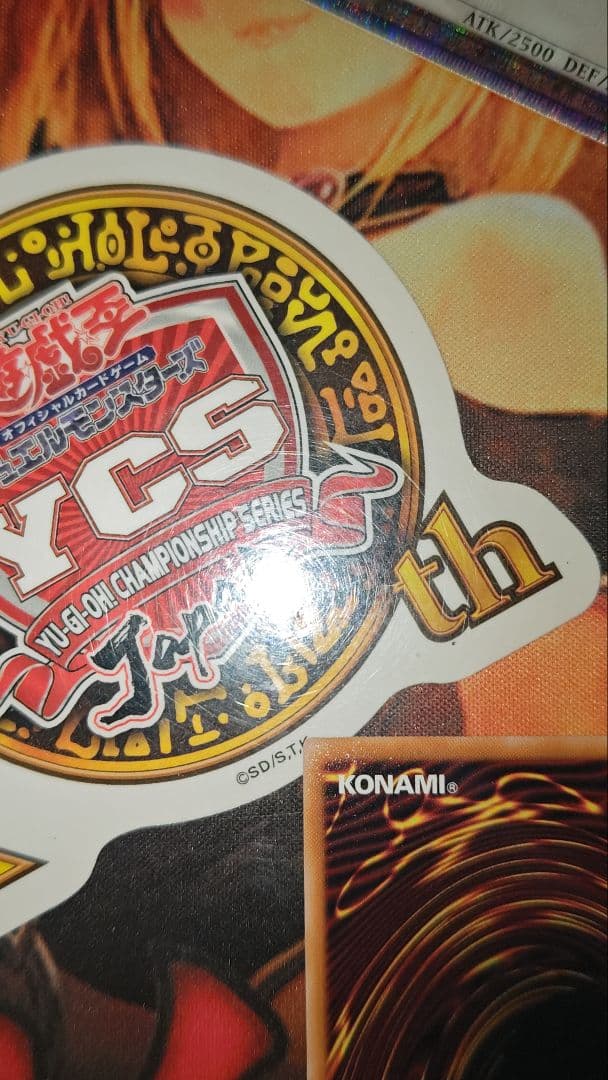 ATK/2500 DEF/
YU-GI-OH!
遊戯王
オフィシャルカードゲーム
デュエルモンスターズ
YCS
YU-GI-OH! CHAMPIONSHIP SERIES
Japan
th
©SD/S,T,K
KONAMI®